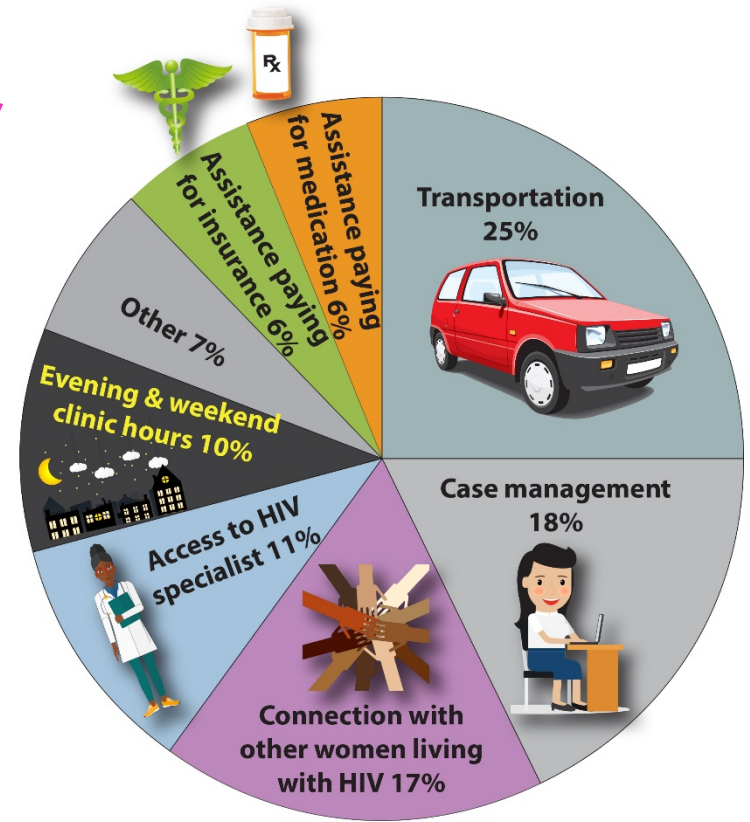 Rx
Assistance paying
for medication 6%
Assistance paying
for insurance 6%
Transportation
25%
Other 7%
Evening & weekend
clinic hours 10%
Case management
18%
Access to HIV
specialist 11%
Connection with
other women living
with HIV 17%